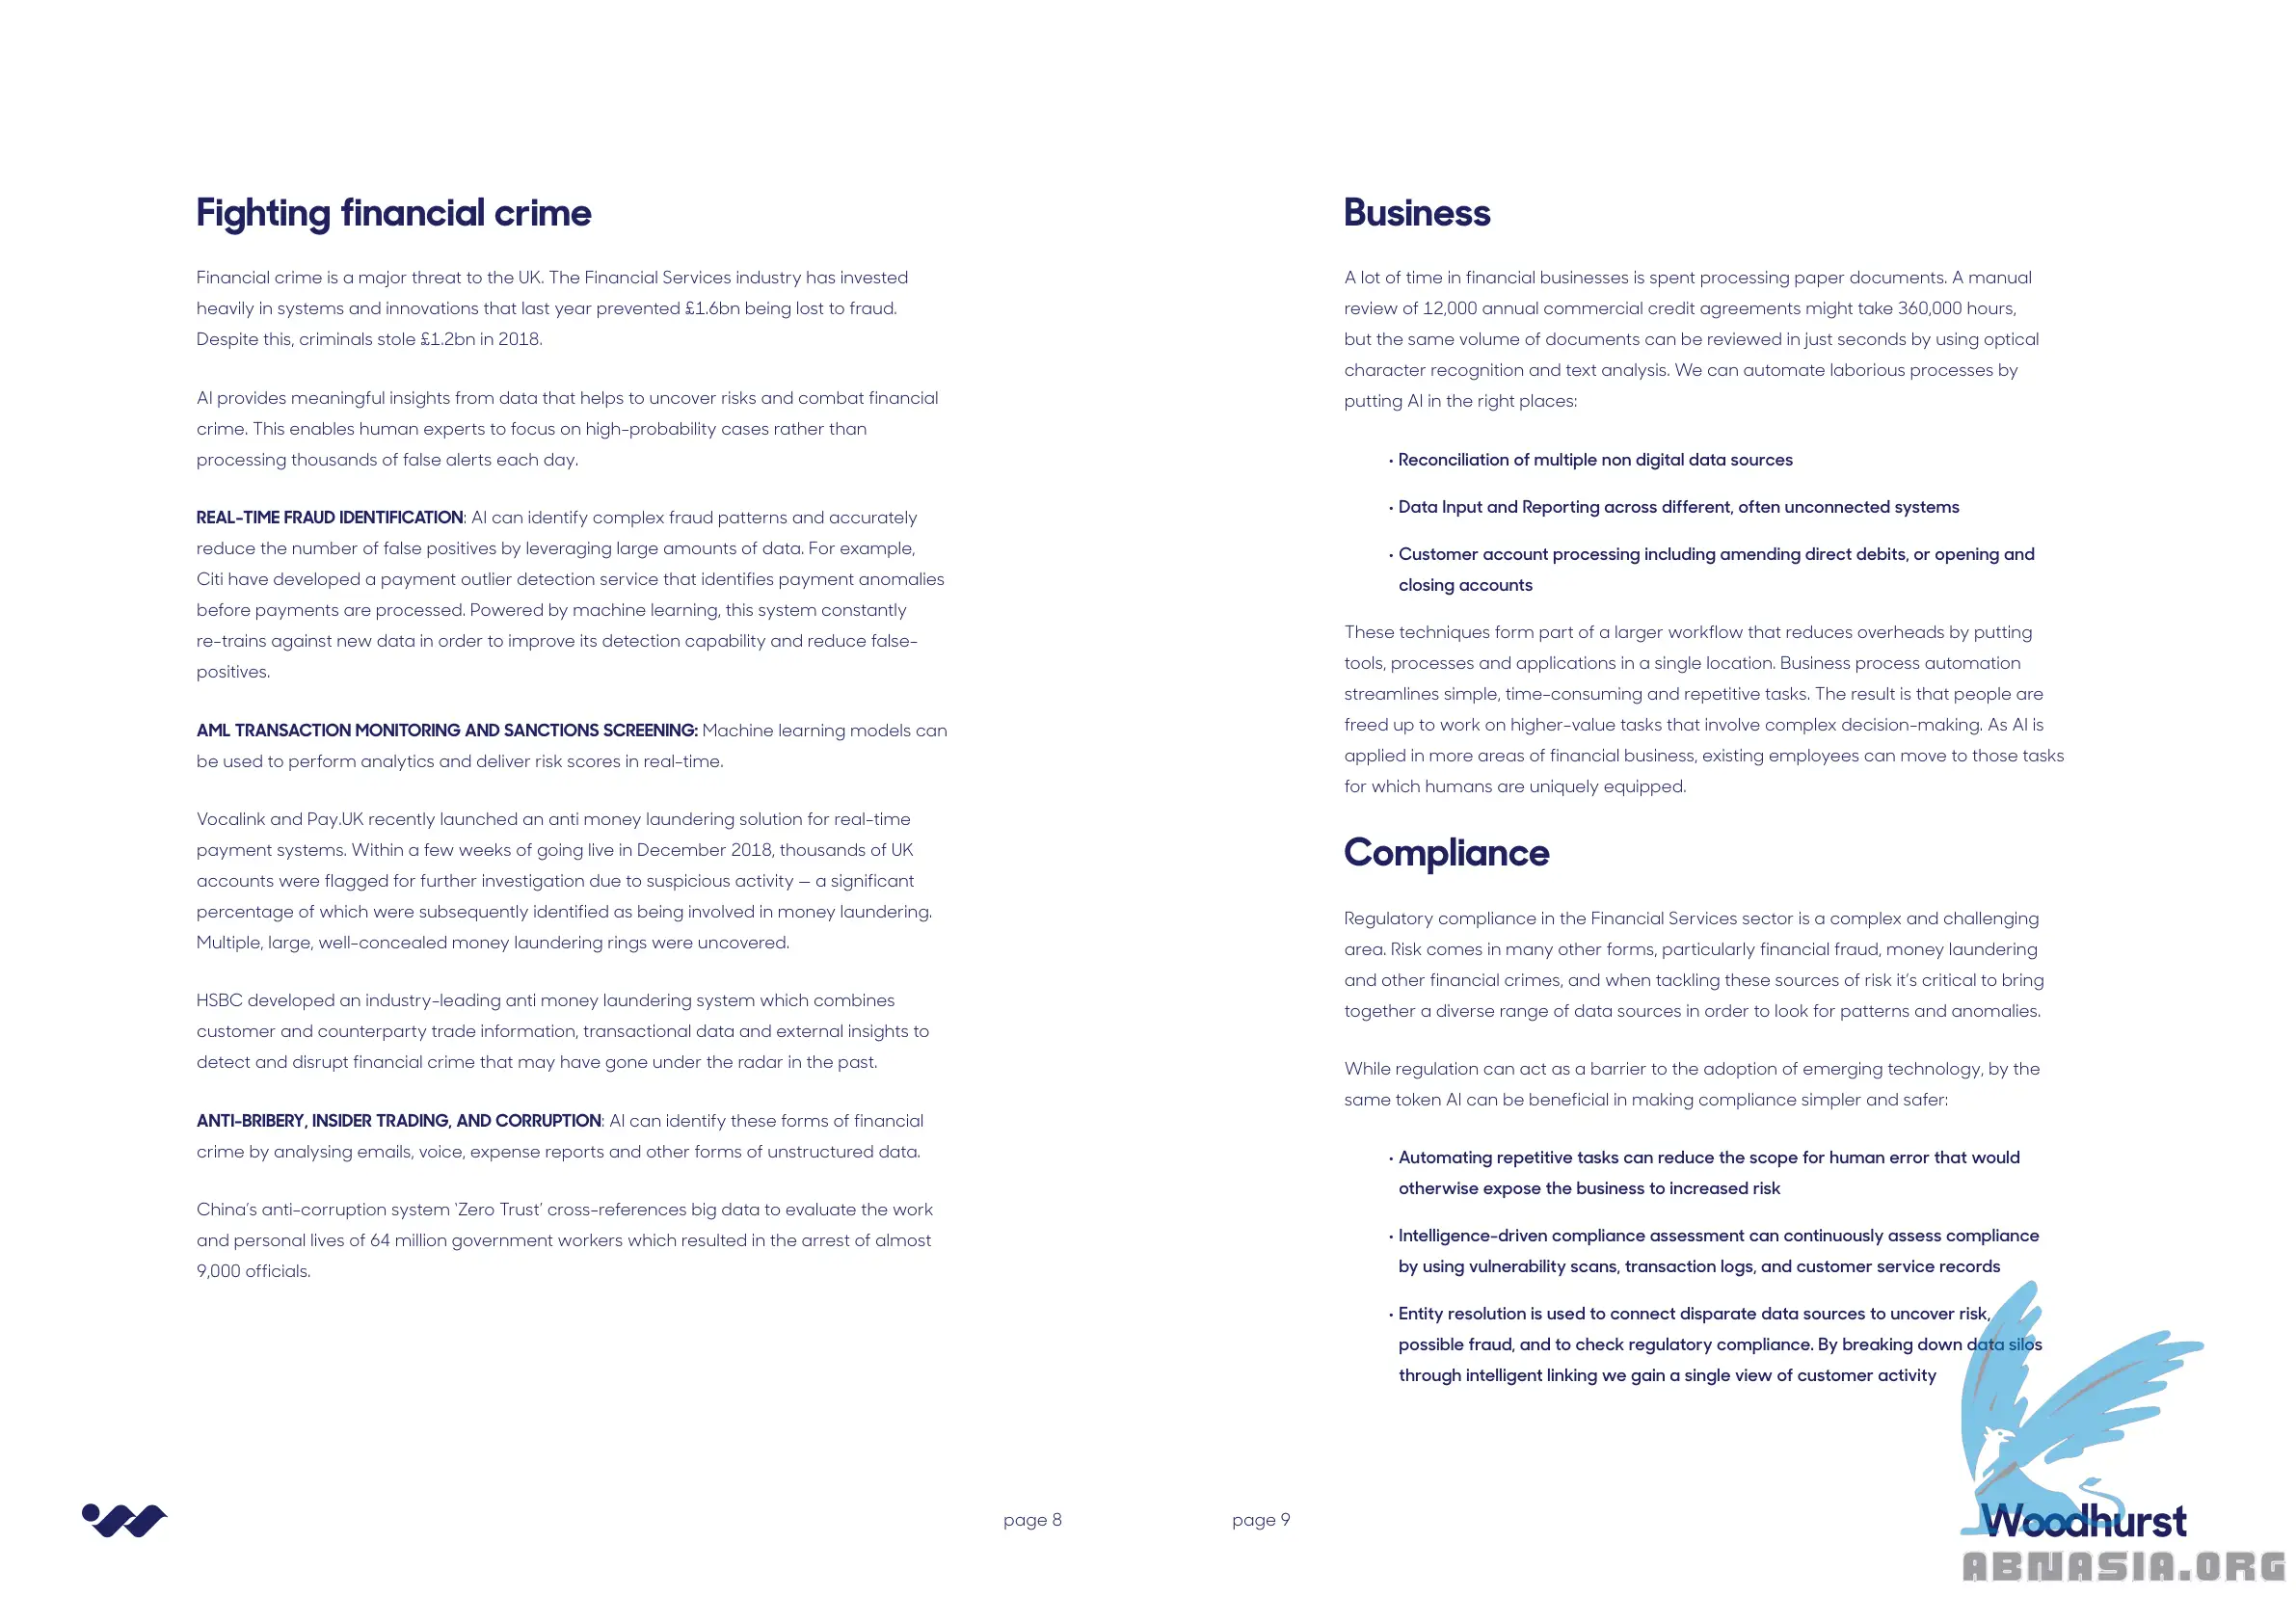 Fighting financial crime
Financial crime is a major threat to the UK. The Financial Services industry has invested
heavily in systems and innovations that last year prevented £1.6bn being lost to fraud.
Despite this, criminals stole £1.2bn in 2018.
AI provides meaningful insights from data that helps to uncover risks and combat financial
crime. This enables human experts to focus on high-probability cases rather than
processing thousands of false alerts each day.
REAL-TIME FRAUD IDENTIFICATION: AI can identify complex fraud patterns and accurately
reduce the number of false positives by leveraging large amounts of data. For example,
Citi have developed a payment outlier detection service that identifies payment anomalies
before payments are processed. Powered by machine learning, this system constantly
re-trains against new data in order to improve its detection capability and reduce false-
positives.
AML TRANSACTION MONITORING AND SANCTIONS SCREENING: Machine learning models can
be used to perform analytics and deliver risk scores in real-time.
Vocalink and Pay.UK recently launched an anti money laundering solution for real-time
payment systems. Within a few weeks of going live in December 2018, thousands of UK
accounts were flagged for further investigation due to suspicious activity – a significant
percentage of which were subsequently identified as being involved in money laundering.
Multiple, large, well-concealed money laundering rings were uncovered.
HSBC developed an industry-leading anti money laundering system which combines
customer and counterparty trade information, transactional data and external insights to
detect and disrupt financial crime that may have gone under the radar in the past.
ANTI-BRIBERY, INSIDER TRADING, AND CORRUPTION: AI can identify these forms of financial
crime by analysing emails, voice, expense reports and other forms of unstructured data.
China's anti-corruption system 'Zero Trust' cross-references big data to evaluate the work
and personal lives of 64 million government workers which resulted in the arrest of almost
9,000 officials.
page 8
Business
A lot of time in financial businesses is spent processing paper documents. A manual
review of 12,000 annual commercial credit agreements might take 360,000 hours,
but the same volume of documents can be reviewed in just seconds by using optical
character recognition and text analysis. We can automate laborious processes by
putting AI in the right places:
• Reconciliation of multiple non digital data sources
• Data Input and Reporting across different, often unconnected systems
• Customer account processing including amending direct debits, or opening and
closing accounts
These techniques form part of a larger workflow that reduces overheads by putting
tools, processes and applications in a single location. Business process automation
streamlines simple, time-consuming and repetitive tasks. The result is that people are
freed up to work on higher-value tasks that involve complex decision-making. As AI is
applied in more areas of financial business, existing employees can move to those tasks
for which humans are uniquely equipped.
Compliance
Regulatory compliance in the Financial Services sector is a complex and challenging
area. Risk comes in many other forms, particularly financial fraud, money laundering
and other financial crimes, and when tackling these sources of risk it's critical to bring
together a diverse range of data sources in order to look for patterns and anomalies.
While regulation can act as a barrier to the adoption of emerging technology, by the
same token AI can be beneficial in making compliance simpler and safer:
• Automating repetitive tasks can reduce the scope for human error that would
otherwise expose the business to increased risk
• Intelligence-driven compliance assessment can continuously assess compliance
by using vulnerability scans, transaction logs, and customer service records
• Entity resolution is used to connect disparate data sources to uncover risk,
possible fraud, and to check regulatory compliance. By breaking down data silos
through intelligent linking we gain a single view of customer activity
page 9
Woodhurst
ABNASIA.ORG